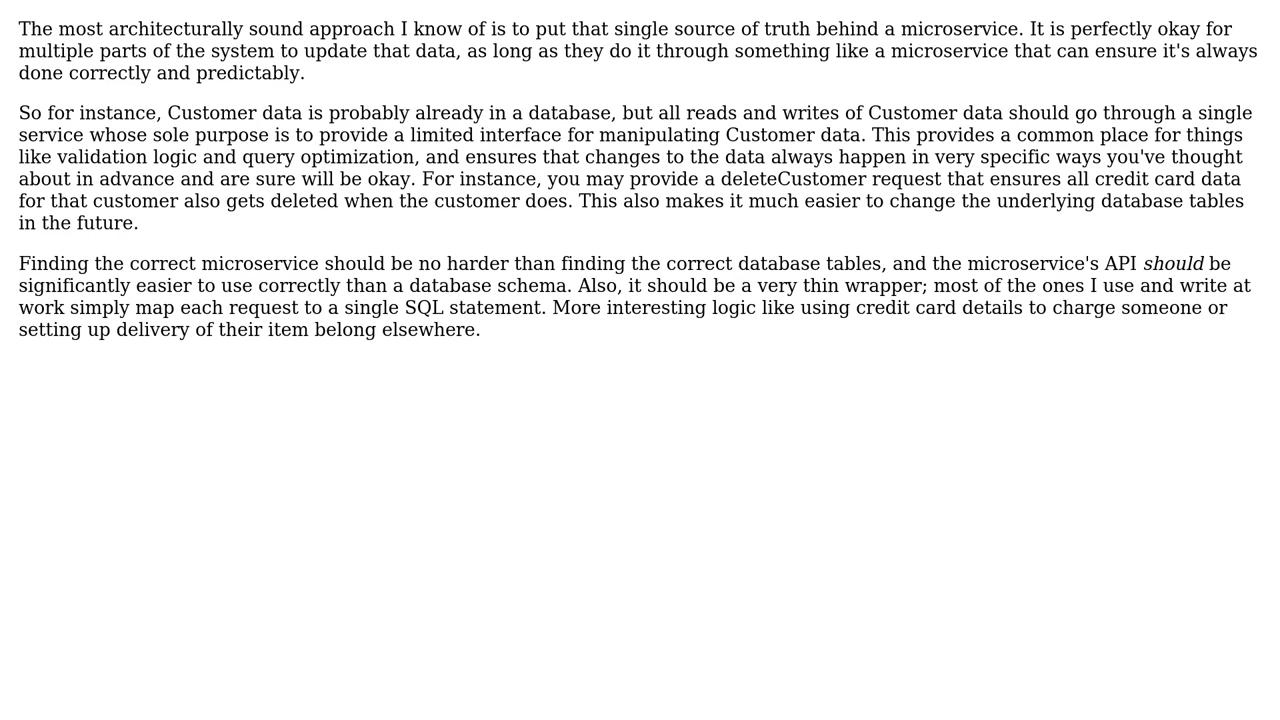 The most architecturally sound approach I know of is to put that single source of truth behind a microservice. It is perfectly okay for
multiple parts of the system to update that data, as long as they do it through something like a microservice that can ensure it's always
done correctly and predictably.
So for instance, Customer data is probably already in a database, but all reads and writes of Customer data should go through a single
service whose sole purpose is to provide a limited interface for manipulating Customer data. This provides a common place for things
like validation logic and query optimization, and ensures that changes to the data always happen in very specific ways you've thought
about in advance and are sure will be okay. For instance, you may provide a deleteCustomer request that ensures all credit card data
for that customer also gets deleted when the customer does. This also makes it much easier to change the underlying database tables
in the future.
Finding the correct microservice should be no harder than finding the correct database tables, and the microservice's API should be
significantly easier to use correctly than a database schema. Also, it should be a very thin wrapper; most of the ones I use and write at
work simply map each request to a single SQL statement. More interesting logic like using credit card details to charge someone or
setting up delivery of their item belong elsewhere.